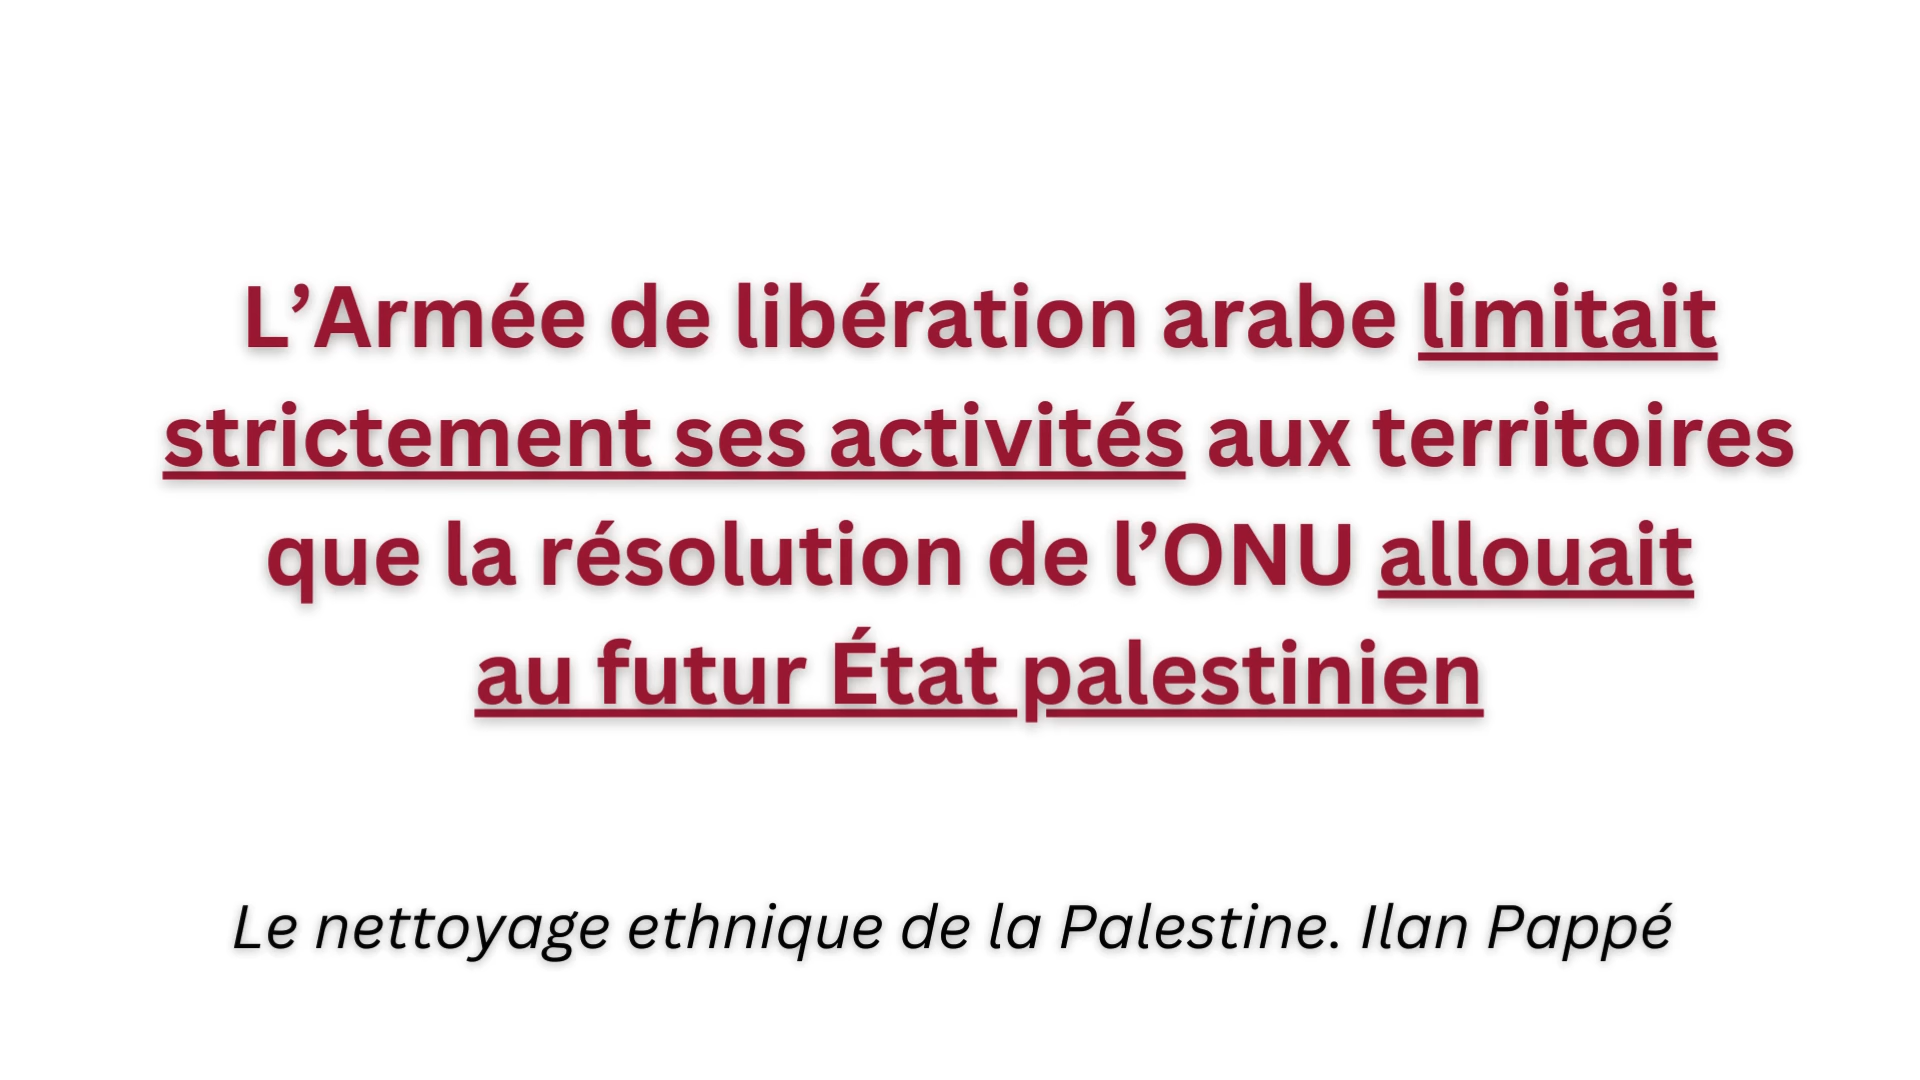 L’Armée de libération arabe limitait
strictement ses activités aux territoires
que la résolution de l’ONU allouait
au futur État palestinien
Le nettoyage ethnique de la Palestine. Ilan Pappé